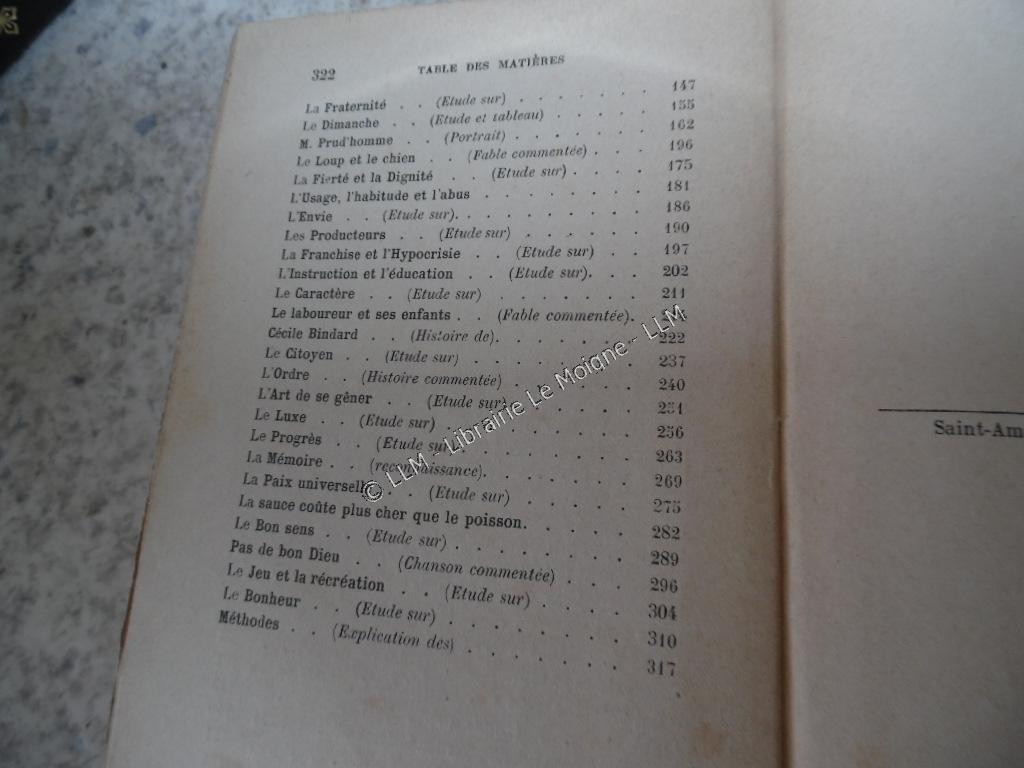 322 TABLE DES MATIÈRES
La Fraternité . . (Etude sur) . . . . . . . 147
Le Dimanche . . (Etude et tableau) . . . . . 155
M. Prud'homme . . (Portrait) . . . . . . . 162
Le Loup et le chien . . (Fable commentée) . . . 196
La Fierté et la Dignité . . (Etude sur) . . . . 175
L'Usage, l'habitude et l'abus . . . . . . . 181
L'Envie . . (Etude sur). . . . . . . . . 186
Les Producteurs . . (Etude sur) . . . . . . 190
La Franchise et l'Hypocrisie . . (Etude sur) . . 197
L'Instruction et l'éducation . . (Etude sur). . . 202
Le Caractère . . (Etude sur) . . . . . . . 211
Le laboureur et ses enfants . . (Fable commentée).
Cécile Bindard . . (Histoire de). . . . . . . 222
Le Citoyen . . (Etude sur) . . . . . . . 237
L'Ordre . . (Histoire commentée) . . . . . . 240
L'Art de se gêner . . (Etude sur) . . . . . . 251
Le Luxe . . (Etude sur) . . . . . . . . 256
Le Progrès . . (Etude sur). . . . . . . . 263
La Mémoire . . (reconnaissance). . . . . . . 269
La Paix universelle . . (Etude sur) . . . . . 275
La sauce coûte plus cher que le poisson. . . . . 282
Le Bon sens . . (Etude sur) . . . . . . . 289
Pas de bon Dieu . . (Chanson commentée) . . . 296
Le Jeu et la récréation . . (Etude sur) . . . . 304
Le Bonheur . . (Etude sur) . . . . . . . 310
Méthodes . . (Explication des) . . . . . . 317
Saint-Am
© LLM - Librairie Le Moigne - LLM